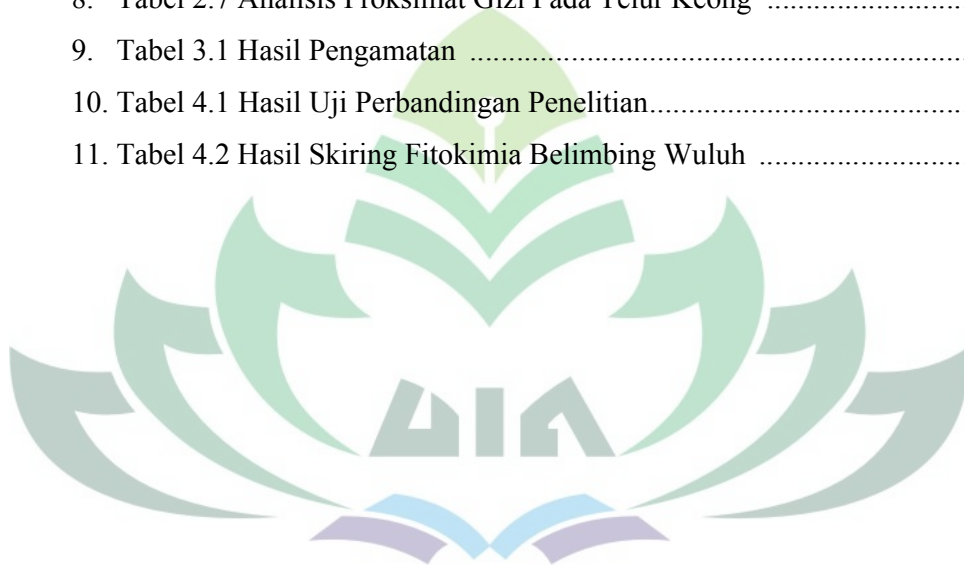 8. Tabel 2.7 Analisis Proksimat Gizi Pada Telur Keong ............................
9. Tabel 3.1 Hasil Pengamatan ......................................................................
10. Tabel 4.1 Hasil Uji Perbandingan Penelitian............................................
11. Tabel 4.2 Hasil Skiring Fitokimia Belimbing Wuluh ............................
UIN